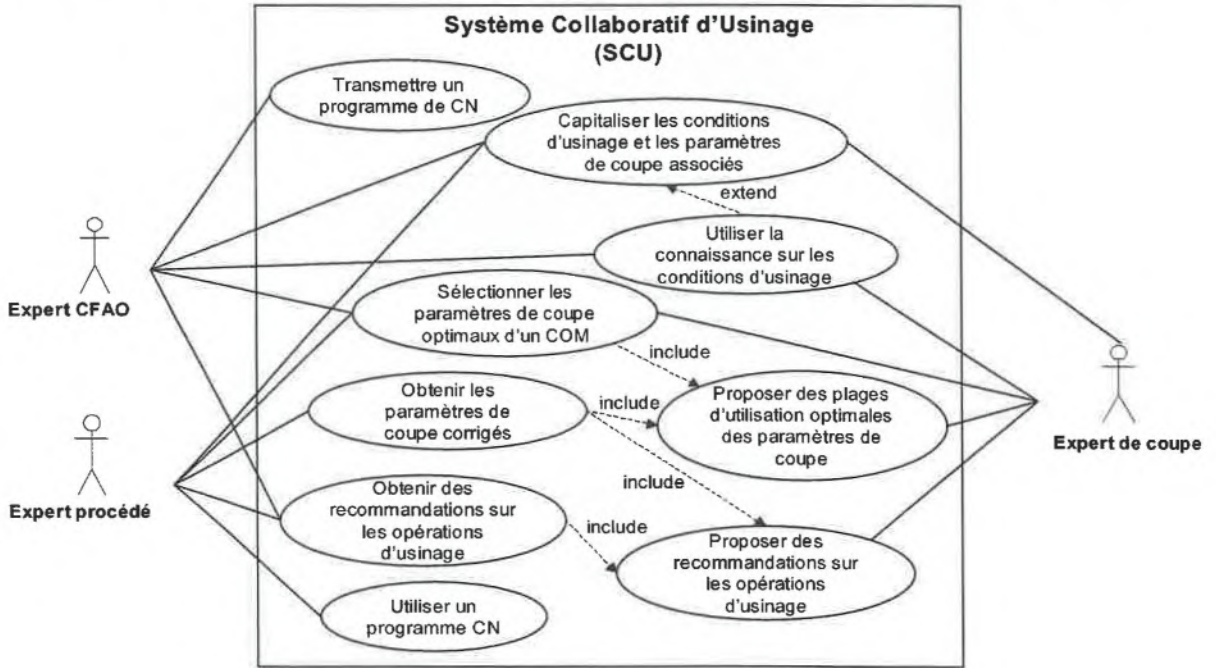 Système Collaboratif d'Usinage
(SCU)
Transmettre un
programme de CN
Capitaliser les conditions
d'usinage et les paramètres
de coupe associés
extend
Utiliser la
connaissance sur les
conditions d'usinage
Expert CFAO
Sélectionner les
paramètres de coupe
optimaux d'un COM
include
Obtenir les
paramètres de
coupe corrigés
include
Proposer des plages
d'utilisation optimales
des paramètres de
coupe
Expert de coupe
include
Expert procédé
Obtenir des
recommandations sur
les opérations
d'usinage
include
Proposer des
recommandations sur
les opérations
d'usinage
Utiliser un
programme CN